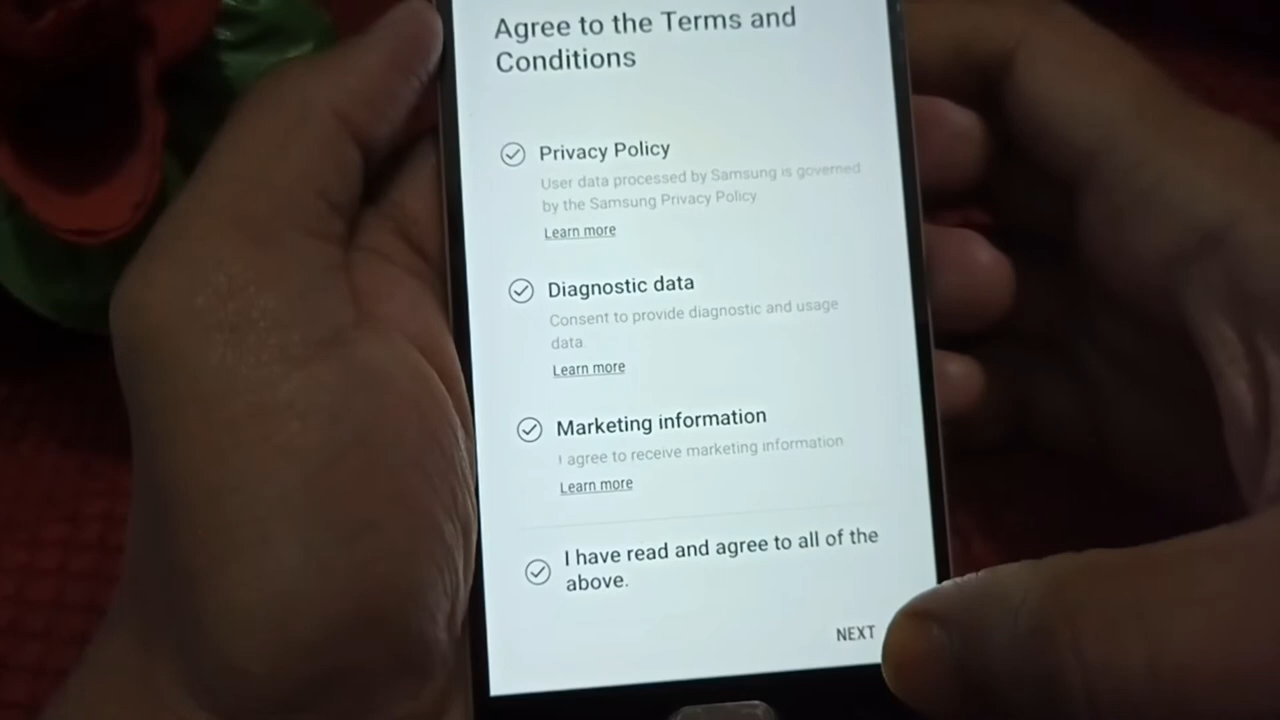 Agree to the Terms and
Conditions
Privacy Policy
User data processed by Samsung is governed
by the Samsung Privacy Policy
Learn more
Diagnostic data
Consent to provide diagnostic and usage
data.
Learn more
Marketing information
I agree to receive marketing information
Learn more
I have read and agree to all of the
above.
NEXT